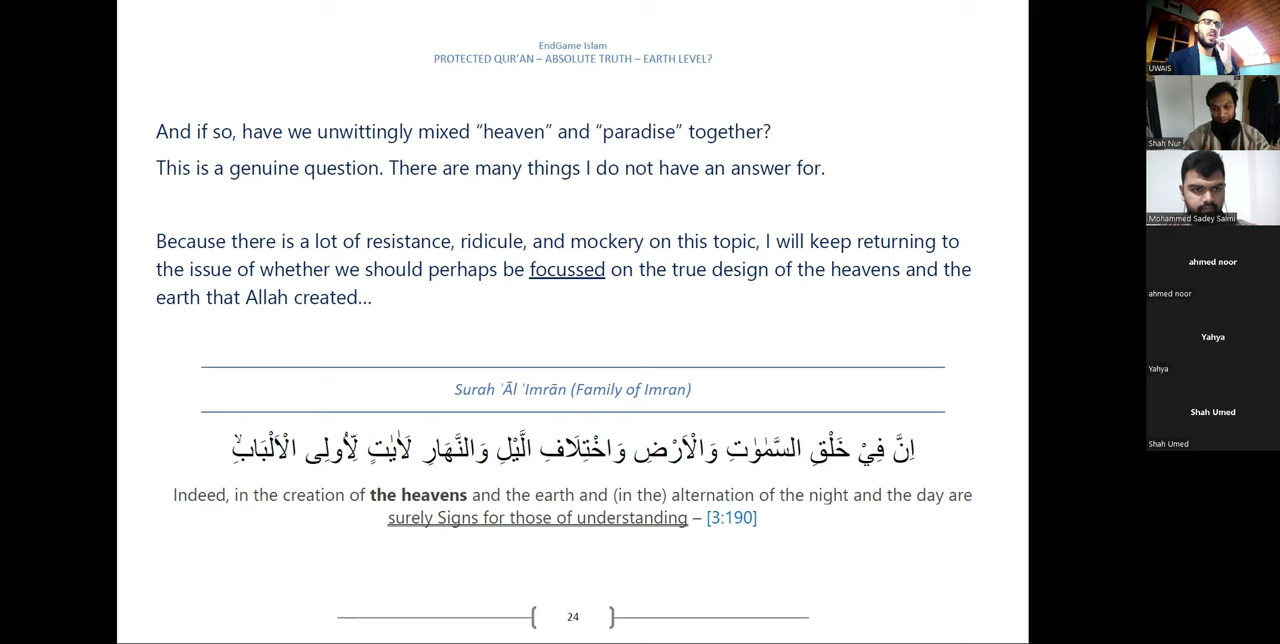 EndGame Islam
PROTECTED QUR'AN – ABSOLUTE TRUTH – EARTH LEVEL?
And if so, have we unwittingly mixed “heaven” and “paradise” together?
This is a genuine question. There are many things I do not have an answer for.
Because there is a lot of resistance, ridicule, and mockery on this topic, I will keep returning to
the issue of whether we should perhaps be focussed on the true design of the heavens and the
earth that Allah created...
Surah ʾĀl ʿImrān (Family of Imran)
اِنَّ فِيْ خَلْقِ السَّمٰوٰتِ وَالْاَرْضِ وَاخْتِلَافِ الَّيْلِ وَالنَّهَارِ لَاٰيٰتٍ لِّاُولِى الْاَلْبَابِۙ
Indeed, in the creation of the heavens and the earth and (in the) alternation of the night and the day are
surely Signs for those of understanding – [3:190]
24
UWAIS
Shah Nur
Mohammed Sadey Salmi
ahmed noor
ahmed noor
Yahya
Yahya
Shah Umed
Shah Umed